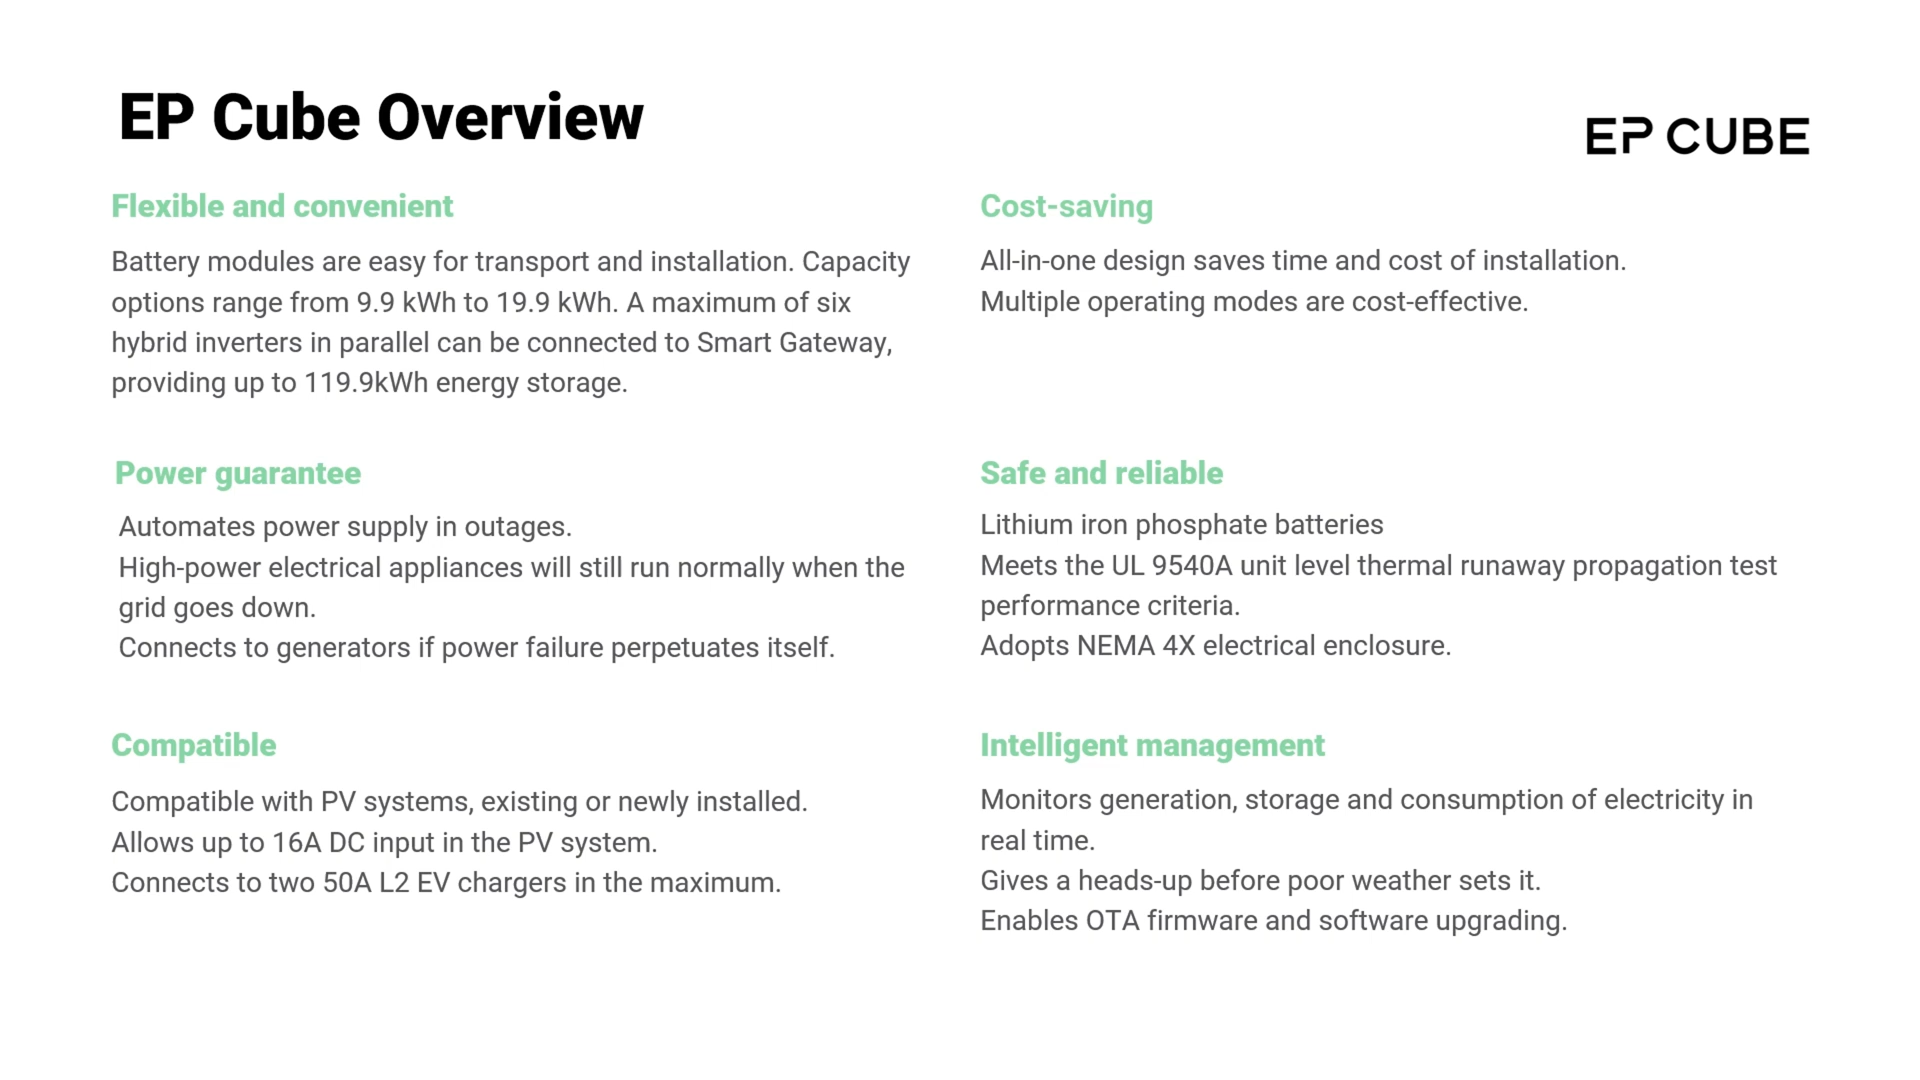 EP Cube Overview
EP CUBE
Flexible and convenient
Battery modules are easy for transport and installation. Capacity
options range from 9.9 kWh to 19.9 kWh. A maximum of six
hybrid inverters in parallel can be connected to Smart Gateway,
providing up to 119.9kWh energy storage.
Cost-saving
All-in-one design saves time and cost of installation.
Multiple operating modes are cost-effective.
Power guarantee
Automates power supply in outages.
High-power electrical appliances will still run normally when the
grid goes down.
Connects to generators if power failure perpetuates itself.
Safe and reliable
Lithium iron phosphate batteries
Meets the UL 9540A unit level thermal runaway propagation test
performance criteria.
Adopts NEMA 4X electrical enclosure.
Compatible
Compatible with PV systems, existing or newly installed.
Allows up to 16A DC input in the PV system.
Connects to two 50A L2 EV chargers in the maximum.
Intelligent management
Monitors generation, storage and consumption of electricity in
real time.
Gives a heads-up before poor weather sets it.
Enables OTA firmware and software upgrading.